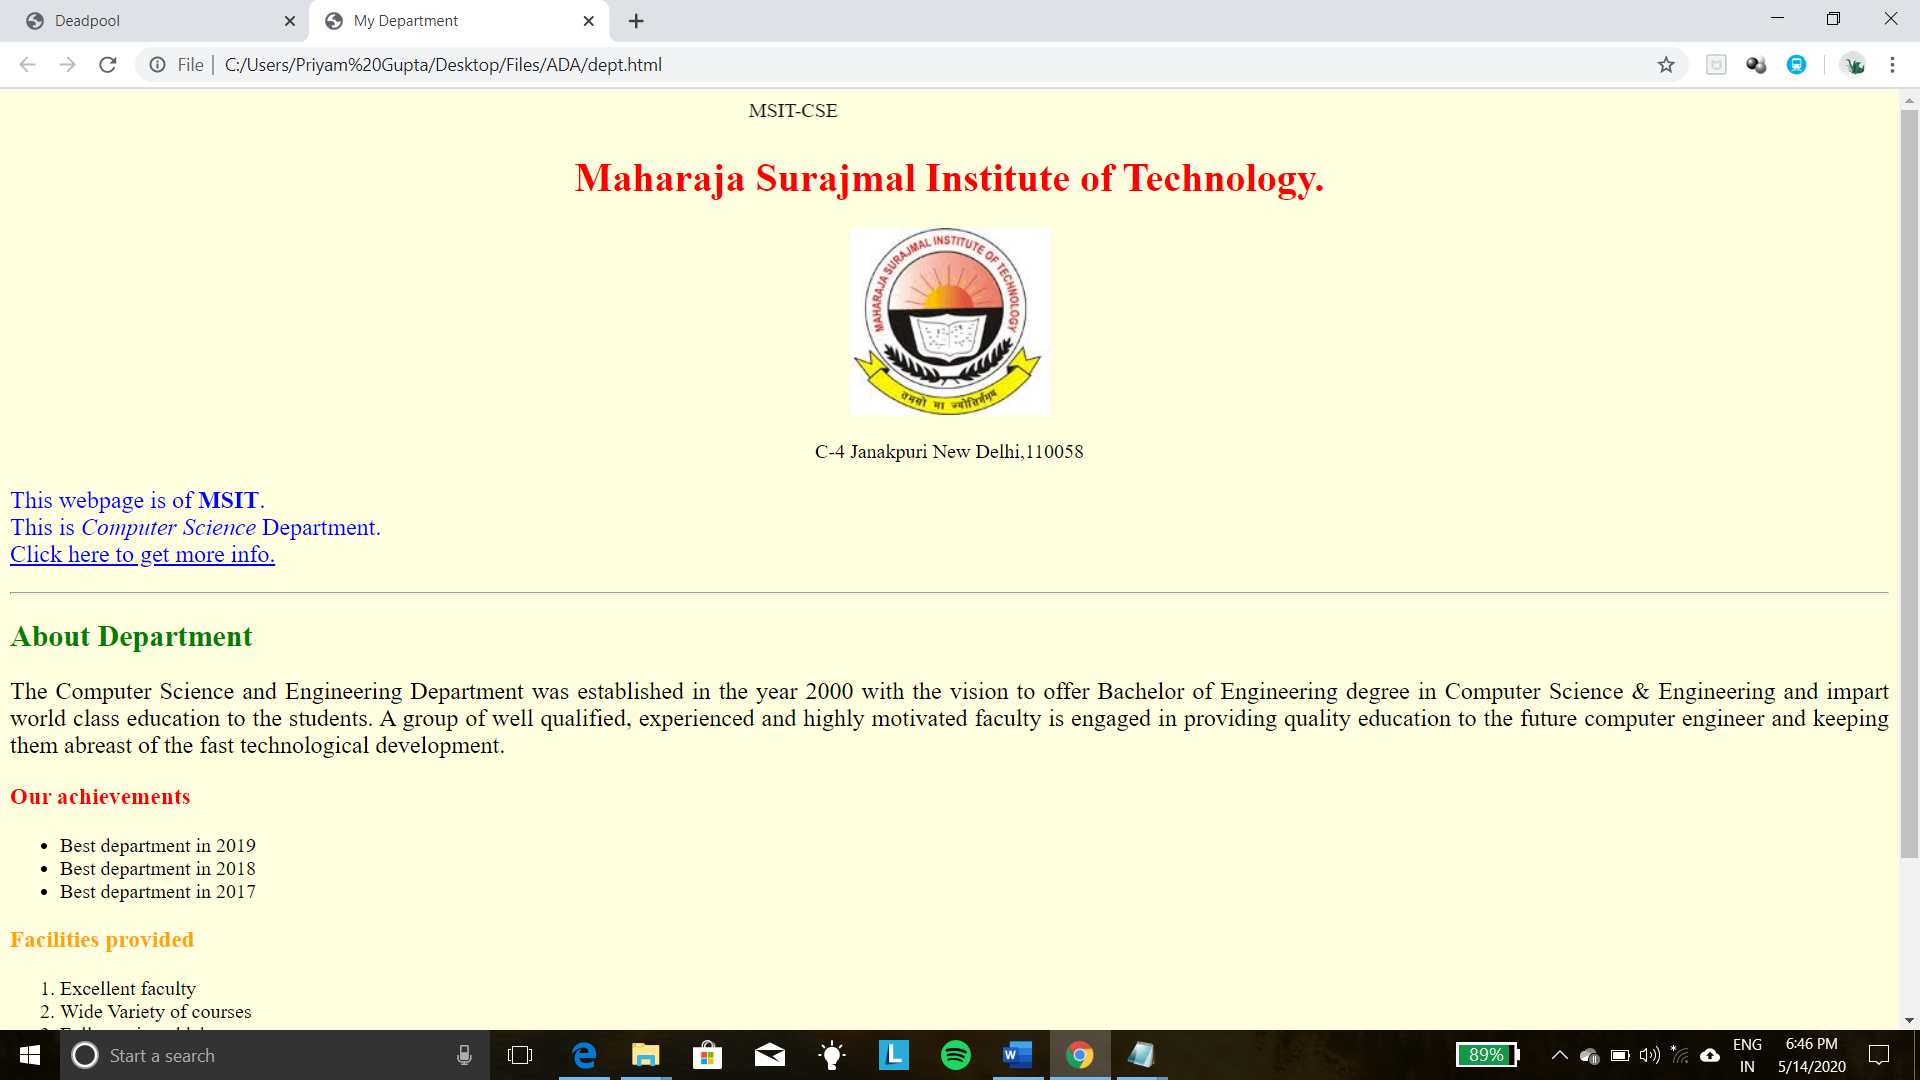 Deadpool
My Department
File
C:/Users/Priyam%20Gupta/Desktop/Files/ADA/dept.html
MSIT-CSE
Maharaja Surajmal Institute of Technology.
MAHARAJA SURAJMAL INSTITUTE OF TECHNOLOGY
तमसो मा ज्योतिर्गमय
C-4 Janakpuri New Delhi,110058
This webpage is of MSIT.
This is Computer Science Department.
Click here to get more info.
About Department
The Computer Science and Engineering Department was established in the year 2000 with the vision to offer Bachelor of Engineering degree in Computer Science & Engineering and impart
world class education to the students. A group of well qualified, experienced and highly motivated faculty is engaged in providing quality education to the future computer engineer and keeping
them abreast of the fast technological development.
Our achievements
• Best department in 2019
• Best department in 2018
• Best department in 2017
Facilities provided
1. Excellent faculty
2. Wide Variety of courses
Start a search
L
W
89%
ENG
IN
6:46 PM
5/14/2020